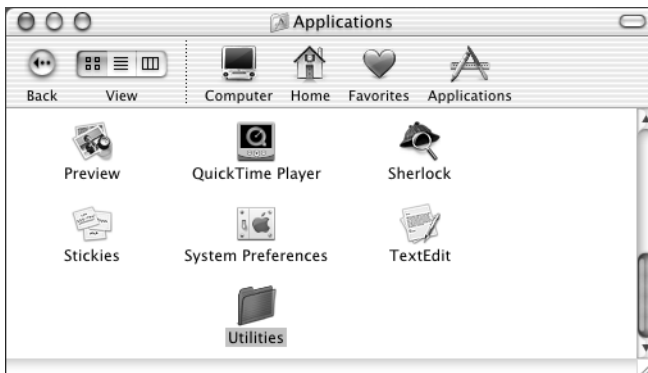 Applications
Back View Computer Home Favorites Applications
Preview QuickTime Player Sherlock
Stickies System Preferences TextEdit
Utilities